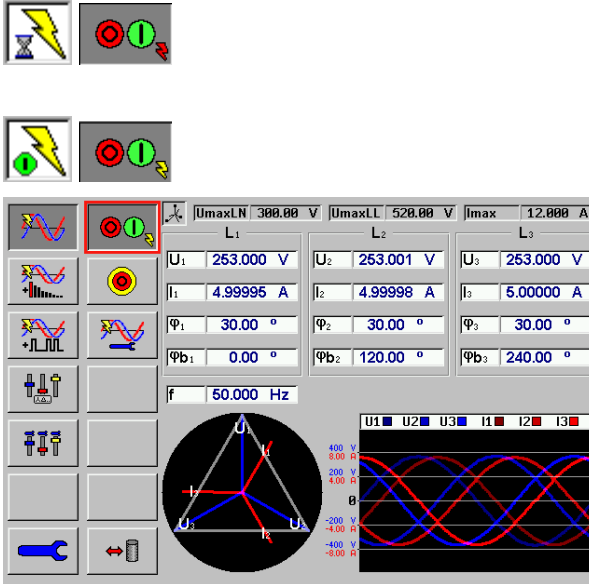 UmaxLN 300.00 V UmaxLL 520.00 V Imax 12.000 A
L1 L2 L3
U1 253.000 V U2 253.001 V U3 253.000 V
I1 4.99995 A I2 4.99998 A I3 5.00000 A
φ1 30.00 º φ2 30.00 º φ3 30.00 º
φb1 0.00 º φb2 120.00 º φb3 240.00 º
f 50.000 Hz
U1 U2 U3 I1 I2 I3
U1
I1
I3
U3 U2
I2
400 V
8.00 A
200 V
4.00 A
0
-200 V
-4.00 A
-400 V
-8.00 A